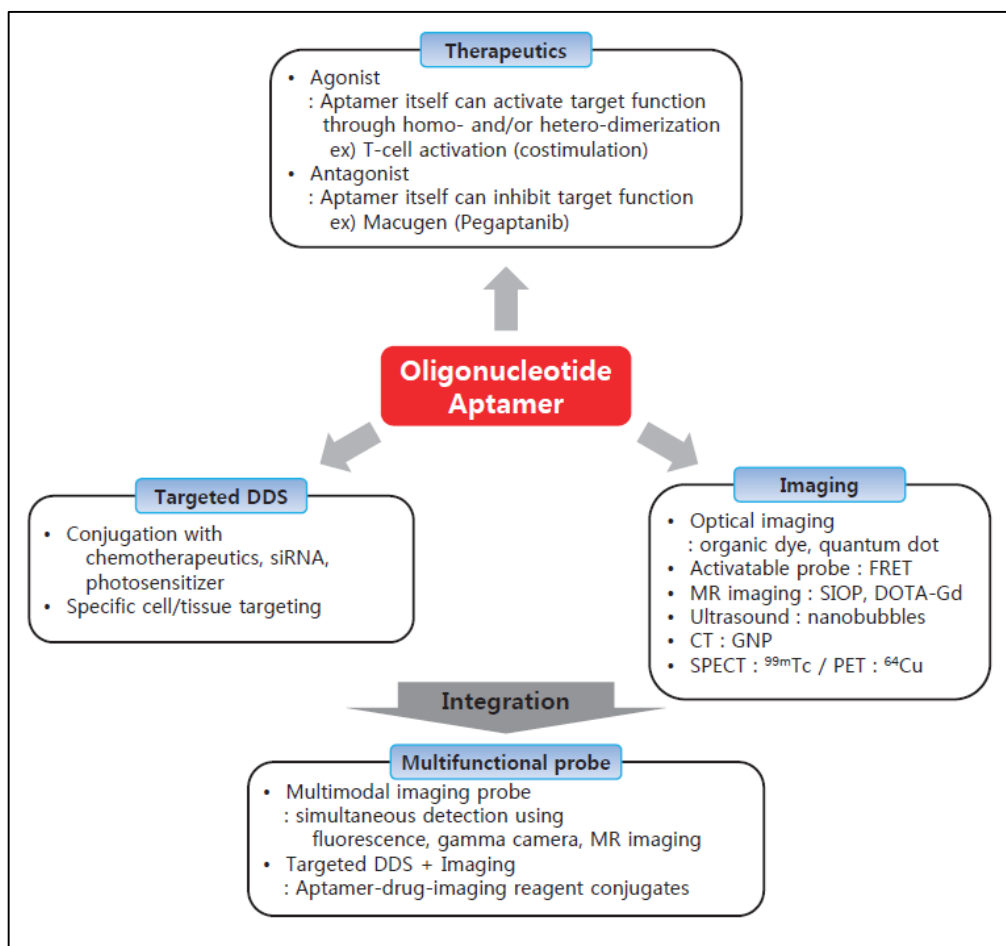 Therapeutics
• Agonist
: Aptamer itself can activate target function
through homo- and/or hetero-dimerization
ex) T-cell activation (costimulation)
• Antagonist
: Aptamer itself can inhibit target function
ex) Macugen (Pegaptanib)
Oligonucleotide
Aptamer
Targeted DDS
• Conjugation with
chemotherapeutics, siRNA,
photosensitizer
• Specific cell/tissue targeting
Imaging
• Optical imaging
: organic dye, quantum dot
• Activatable probe : FRET
• MR imaging : SIOP, DOTA-Gd
• Ultrasound : nanobubbles
• CT : GNP
• SPECT : ⁹⁹ᵐTc / PET : ⁶⁴Cu
Integration
Multifunctional probe
• Multimodal imaging probe
: simultaneous detection using
fluorescence, gamma camera, MR imaging
• Targeted DDS + Imaging
: Aptamer-drug-imaging reagent conjugates